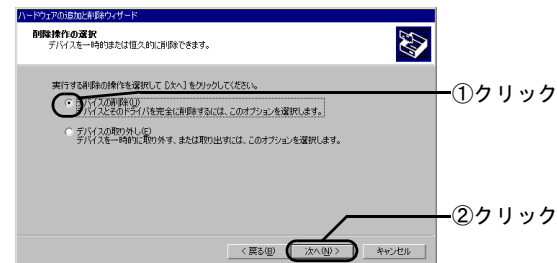 ハードウェアの追加と削除ウィザード
削除操作の選択
デバイスを一時的または恒久的に削除できます。
実行する削除の操作を選択して [次へ] をクリックしてください。
デバイスの削除(U)
デバイスとそのドライバを完全に削除するには、このオプションを選択します。
①クリック
デバイスの取り外し(E)
デバイスを一時的に取り外す、または取り出すには、このオプションを選択します。
②クリック
< 戻る(B)
次へ(N) >
キャンセル